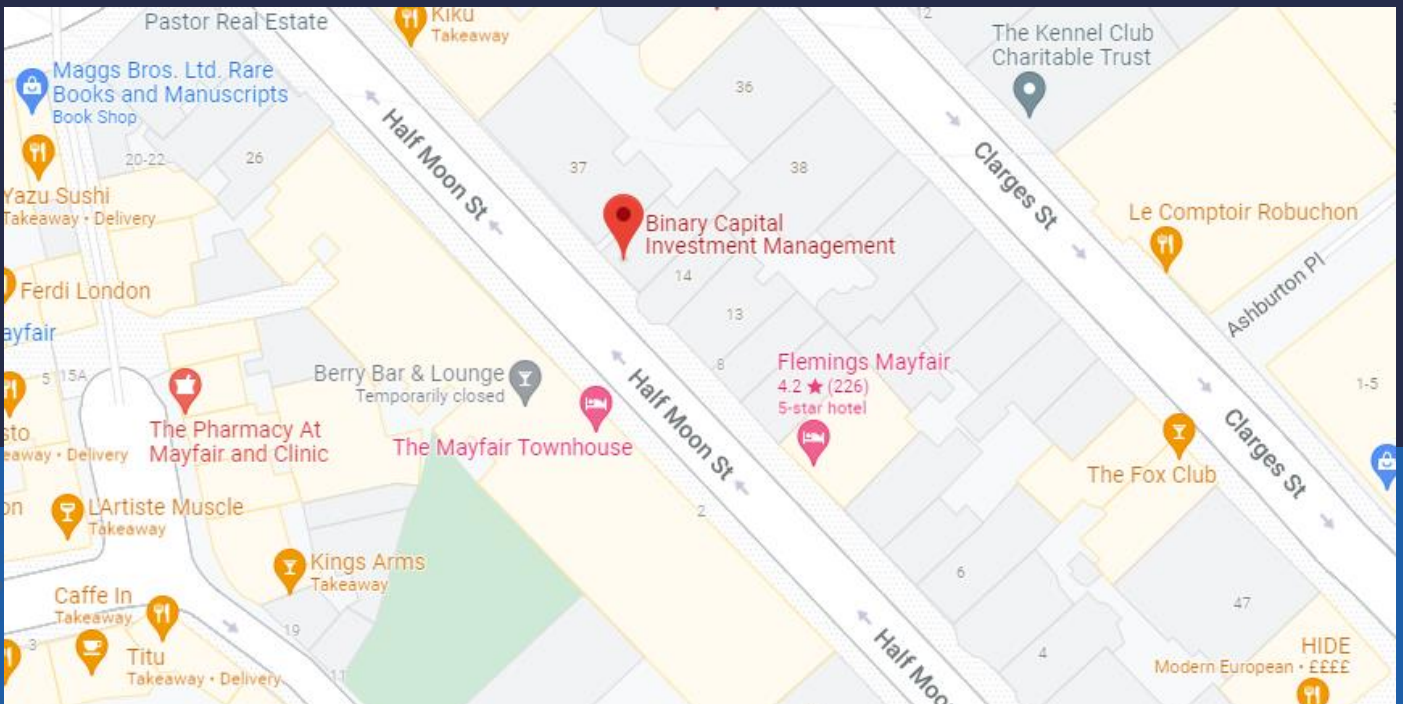 Pastor Real Estate
Kiku
Takeaway
12
The Kennel Club
Charitable Trust
Maggs Bros. Ltd. Rare
Books and Manuscripts
Book Shop
36
Half Moon St
Clarges St
20-22
26
37
38
Yazu Sushi
Takeaway • Delivery
Binary Capital
Investment Management
Le Comptoir Robuchon
14
Ashburton Pl
Ferdi London
13
ayfair
8
Flemings Mayfair
4.2 ★ (226)
5-star hotel
Berry Bar & Lounge
Temporarily closed
5
15A
1-5
Half Moon St
The Pharmacy At
Mayfair and Clinic
The Mayfair Townhouse
sto
eaway • Delivery
The Fox Club
Clarges St
on
L'Artiste Muscle
Takeaway
2
Kings Arms
Takeaway
6
Caffe In
Takeaway
47
19
3
Titu
Takeaway • Delivery
11
4
Half Moo
HIDE
Modern European • ££££